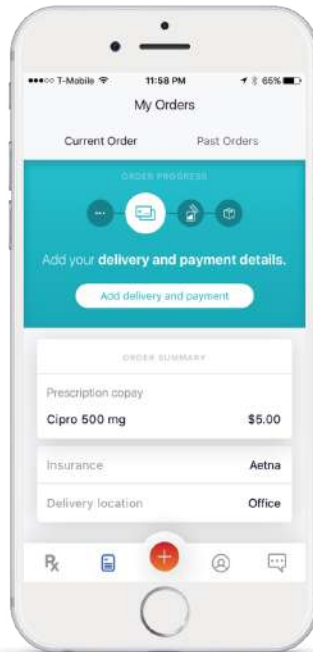 T-Mobile 11:58 PM 65%
My Orders
Current Order Past Orders
ORDER PROGRESS
Add your delivery and payment details.
Add delivery and payment
ORDER SUMMARY
Prescription copay
Cipro 500 mg $5.00
Insurance Aetna
Delivery location Office
Rx